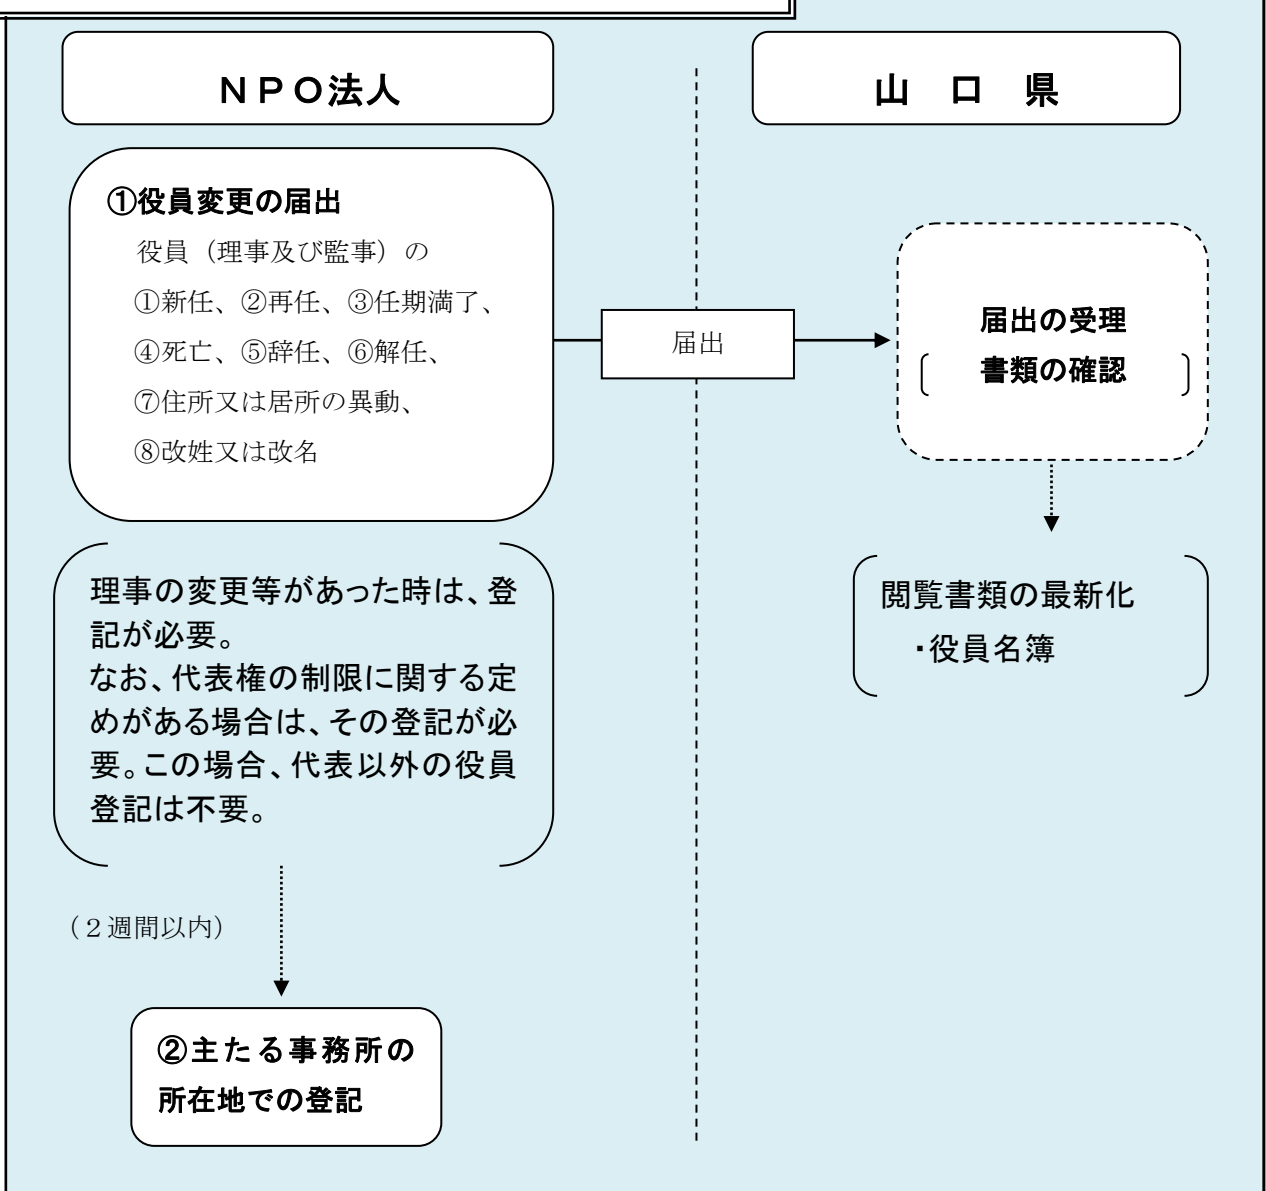 ＮＰＯ法人
山　口　県
①役員変更の届出
役員（理事及び監事）の
①新任、②再任、③任期満了、
④死亡、⑤辞任、⑥解任、
⑦住所又は居所の異動、
⑧改姓又は改名
届出
届出の受理
書類の確認
閲覧書類の最新化
・役員名簿
理事の変更等があった時は、登
記が必要。
なお、代表権の制限に関する定
めがある場合は、その登記が必
要。この場合、代表以外の役員
登記は不要。
（２週間以内）
②主たる事務所の
所在地での登記